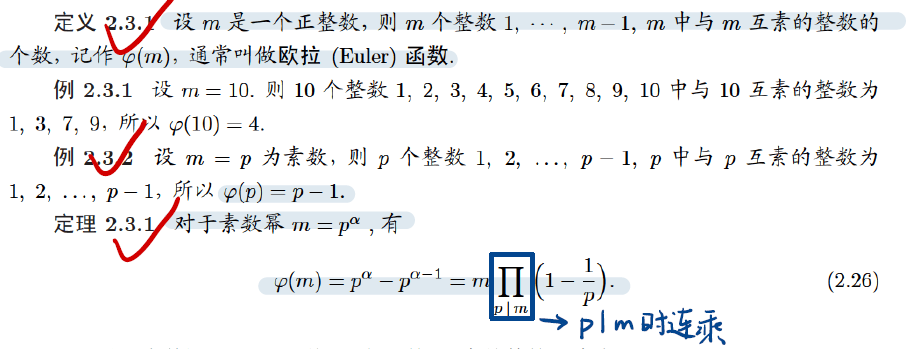 定义 2.3.1 设 m 是一个正整数, 则 m 个整数 1, ⋯, m−1, m 中与 m 互素的整数的
个数, 记作 φ(m), 通常叫做欧拉 (Euler) 函数.
例 2.3.1 设 m = 10. 则 10 个整数 1, 2, 3, 4, 5, 6, 7, 8, 9, 10 中与 10 互素的整数为
1, 3, 7, 9, 所以 φ(10) = 4.
例 2.3.2 设 m = p 为素数, 则 p 个整数 1, 2, ..., p − 1, p 中与 p 互素的整数为
1, 2, ..., p − 1, 所以 φ(p) = p − 1.
定理 2.3.1 对于素数幂 m = p^α , 有
φ(m) = p^α − p^{α−1} = m ∏_{p | m} (1 − 1/p). (2.26)
→ p|m时连乘